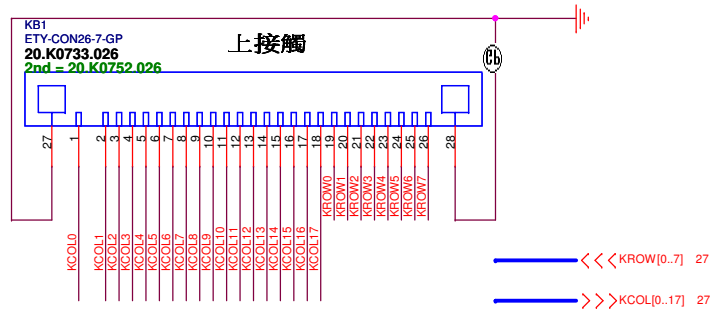 KB1
ETY-CON26-7-GP
20.K0733.026
2nd = 20.K0752.026
上接觸
27 1 2 3 4 5 6 7 8 9 10 11 12 13 14 15 16 17 18 19 20 21 22 23 24 25 26 28
KCOL0
KCOL1
KCOL2
KCOL3
KCOL4
KCOL5
KCOL6
KCOL7
KCOL8
KCOL9
KCOL10
KCOL11
KCOL12
KCOL13
KCOL14
KCOL15
KCOL16
KCOL17
KROW0
KROW1
KROW2
KROW3
KROW4
KROW5
KROW6
KROW7
KROW[0..7] 27
KCOL[0..17] 27